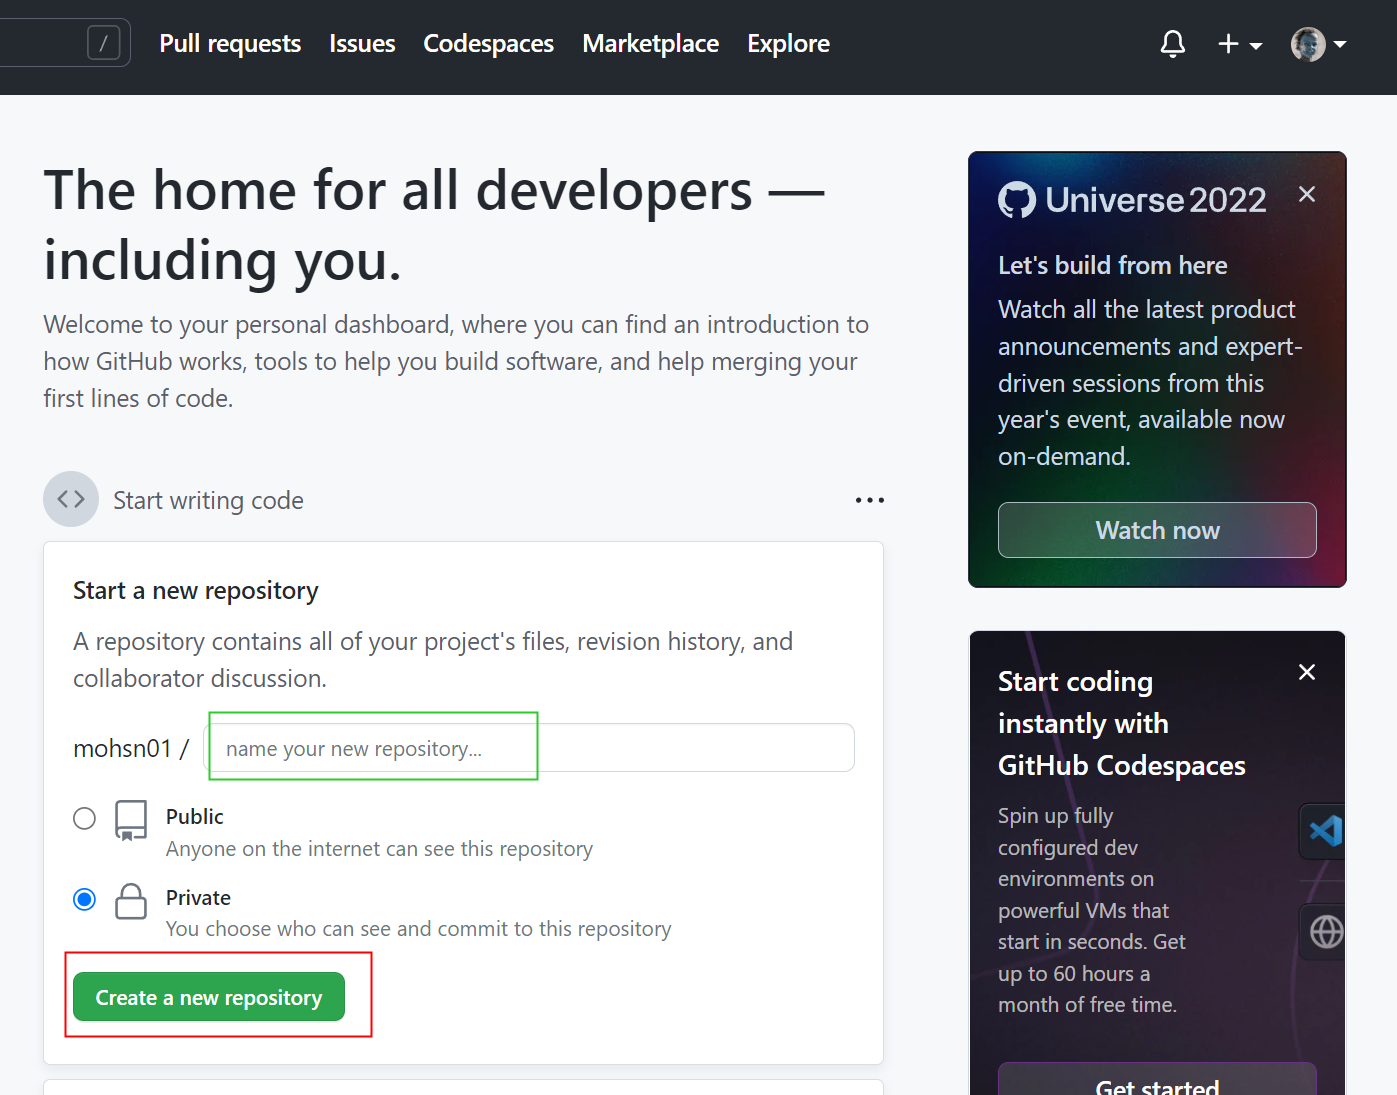 /
Pull requests
Issues
Codespaces
Marketplace
Explore
The home for all developers —
including you.
Welcome to your personal dashboard, where you can find an introduction to
how GitHub works, tools to help you build software, and help merging your
first lines of code.
Start writing code
Start a new repository
A repository contains all of your project's files, revision history, and
collaborator discussion.
mohsn01 /
name your new repository...
Public
Anyone on the internet can see this repository
Private
You choose who can see and commit to this repository
Create a new repository
Universe 2022
Let's build from here
Watch all the latest product
announcements and expert-
driven sessions from this
year's event, available now
on-demand.
Watch now
Start coding
instantly with
GitHub Codespaces
Spin up fully
configured dev
environments on
powerful VMs that
start in seconds. Get
up to 60 hours a
month of free time.
Get started